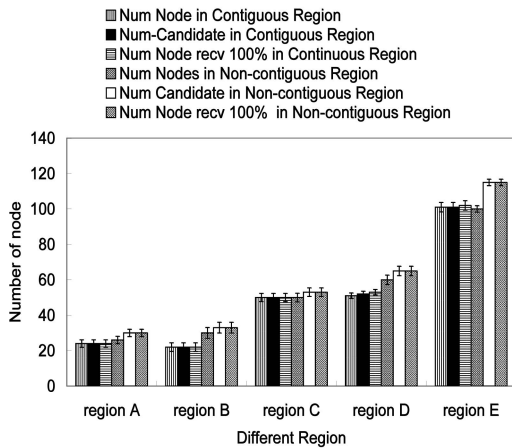 Num Node in Contiguous Region
Num-Candidate in Contiguous Region
Num Node recv 100% in Continuous Region
Num Nodes in Non-contiguous Region
Num Candidate in Non-contiguous Region
Num Node recv 100% in Non-contiguous Region
140
120
100
80
60
40
20
0
Number of node
region A
region B
region C
region D
region E
Different Region